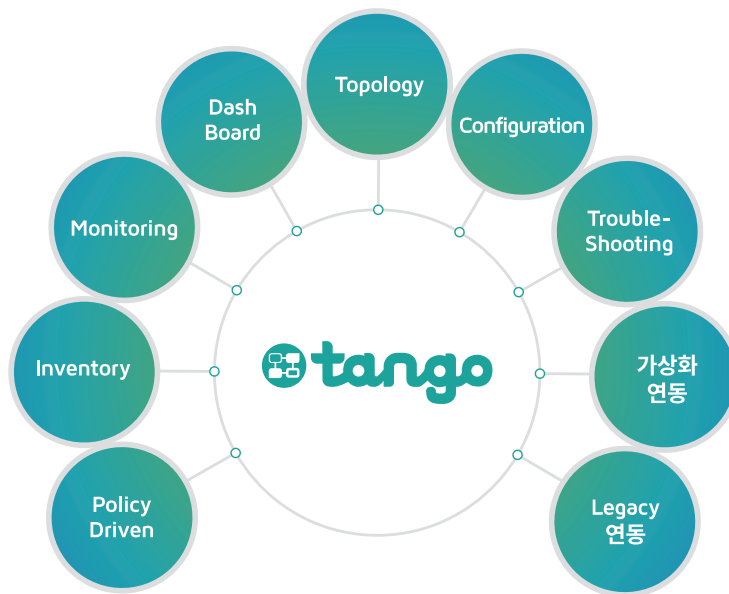 Topology
Dash
Board
Configuration
Monitoring
Trouble-
Shooting
tango
Inventory
가상화
연동
Policy
Driven
Legacy
연동